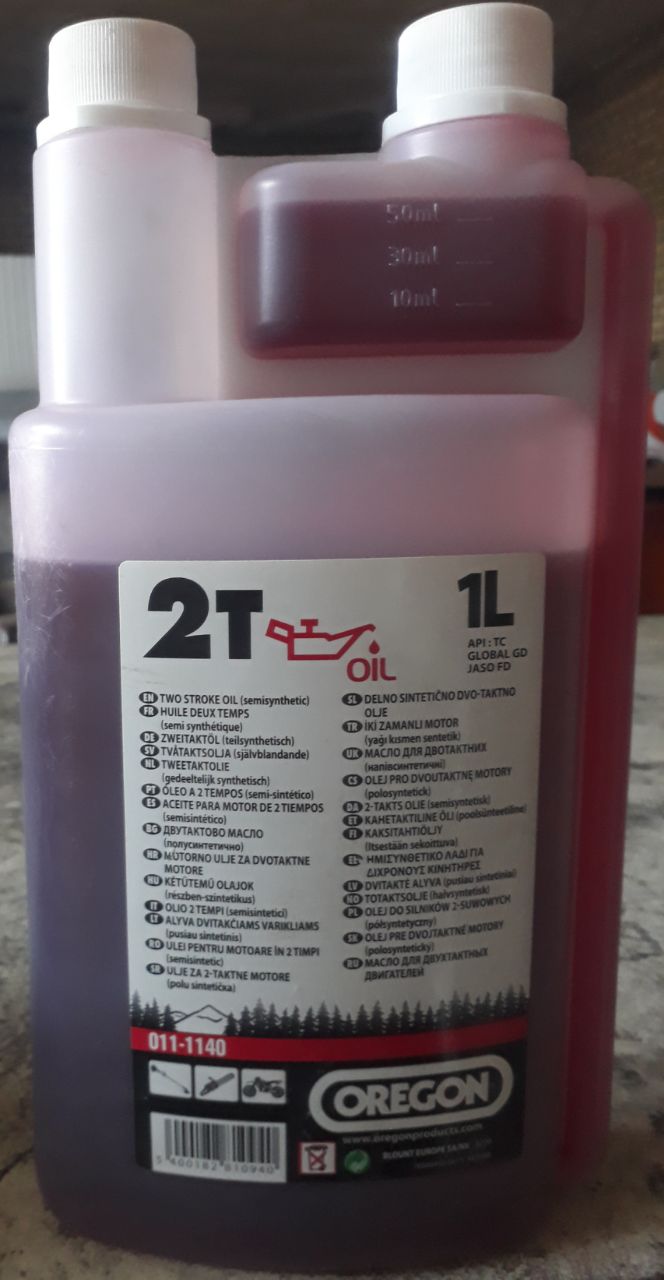 50ml
30ml
10ml
2T
OIL
1L
API : TC
GLOBAL GD
JASO FD
EN TWO STROKE OIL (semisynthetic)
FR HUILE DEUX TEMPS
(semi synthétique)
DE ZWEITAKTÖL (teilsynthetisch)
SV TVÅTAKTSOLJA (självblandande)
NL TWEETAKTOLIE
(gedeeltelijk synthetisch)
PT ÓLEO A 2 TEMPOS (semi-sintético)
ES ACEITE PARA MOTOR DE 2 TIEMPOS
(semisintético)
BG ДВУТАКТОВО МАСЛО
(полусинтетично)
HR MOTORNO ULJE ZA DVOTAKTNE
MOTORE
HU KÉTÜTEMŰ OLAJOK
(részben-szintetikus)
IT OLIO 2 TEMPI (semisintetici)
LT ALYVA DVITAKČIAMS VARIKLIAMS
(pusiau sintetinis)
RO ULEI PENTRU MOTOARE ÎN 2 TIMPI
(semisintetic)
SR ULJE ZA 2-TAKTNE MOTORE
(polu sintetička)
SL DELNO SINTETIČNO DVO-TAKTNO
OLJE
TR İKİ ZAMANLI MOTOR
(yağı kısmen sentetik)
UK МАСЛО ДЛЯ ДВОТАКТНИХ
(напівсинтетичні)
CS OLEJ PRO DVOUTAKTNÉ MOTORY
(polosyntetick)
DA 2-TAKTS OLIE (semisyntetisk)
ET KAHETAKTILINE ÕLI (poolsünteetiline)
FI KAKSITAHTIÖLJY
(Itsestään sekoittuva)
EL ΗΜΙΣΥΝΘΕΤΙΚΟ ΛΑΔΙ ΓΙΑ
ΔΙΧΡΟΝΟΥΣ ΚΙΝΗΤΗΡΕΣ
LV DVITAKTE ALYVA (pusiau sintetiniai)
NO TOTAKTSOLJE (halvsyntetisk)
PL OLEJ DO SILNIKÓW 2-SUWOWYCH
(półsyntetyczny)
SK OLEJ PRE DVOJTAKTNÉ MOTORY
(polosynteticky)
RU МАСЛО ДЛЯ ДВУХТАКТНЫХ
ДВИГАТЕЛЕЙ
011-1140
OREGON
www.oregonproducts.com
BLOUNT EUROPE SA/NV
5 400182 810940